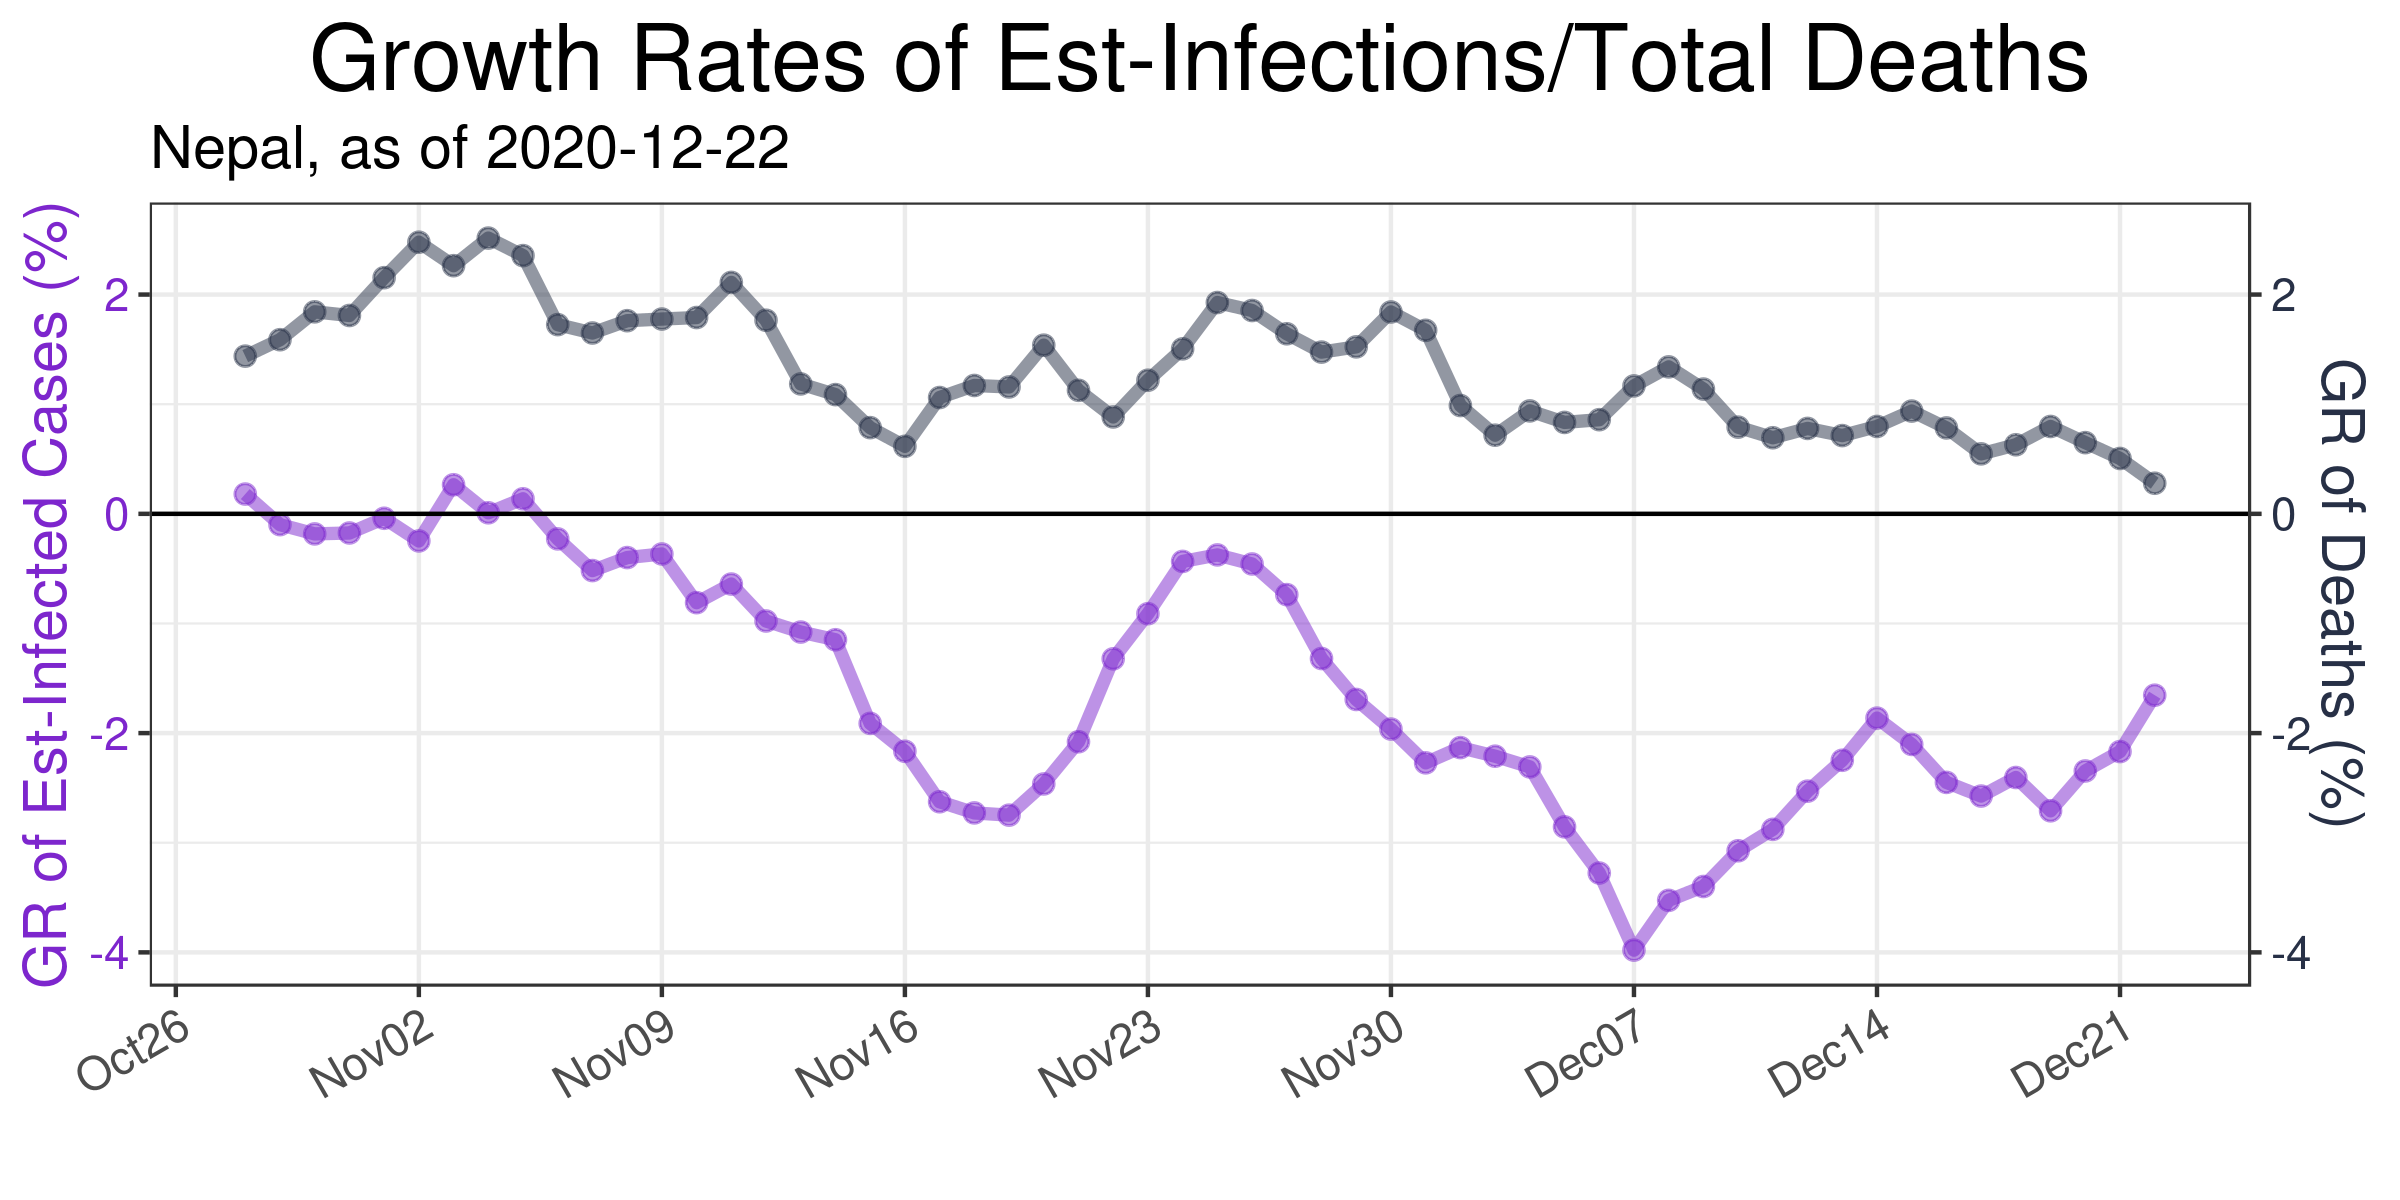 Growth Rates of Est-Infections/Total Deaths
Nepal, as of 2020-12-22
GR of Est-Infected Cases (%)
2
0
-2
-4
2
0
-2
-4
GR of Deaths (%)
Oct26
Nov02
Nov09
Nov16
Nov23
Nov30
Dec07
Dec14
Dec21